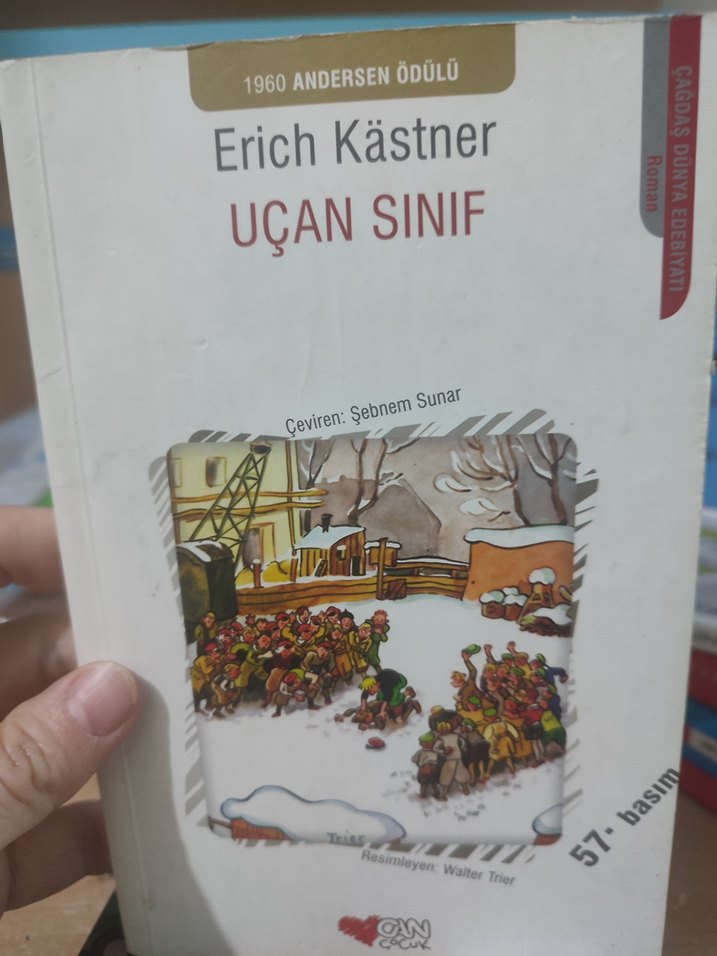 1960 ANDERSEN ÖDÜLÜ
Erich Kästner
UÇAN SINIF
ÇAĞDAŞ DÜNYA EDEBİYATI
Roman
Çeviren: Şebnem Sunar
Trier
Resimleyen: Walter Trier
57. basım
CAN
ÇOCUK